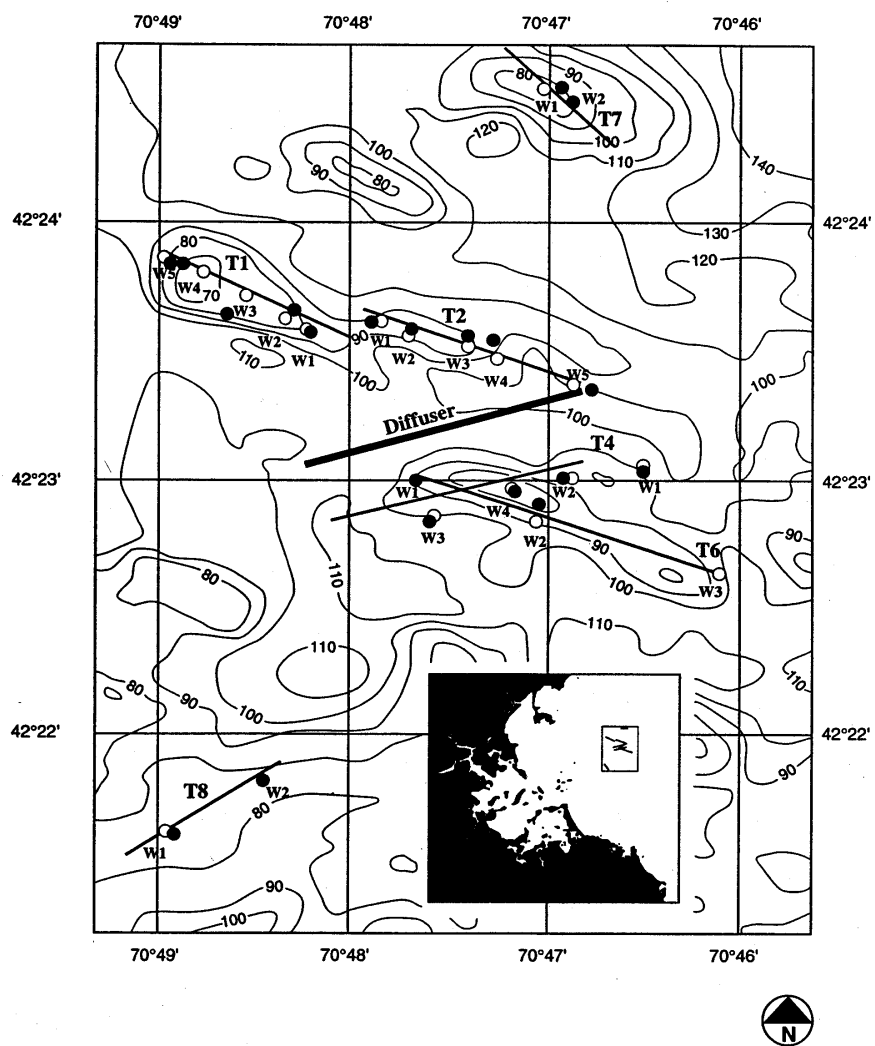 70°49' 70°48' 70°47' 70°46'
80 90
W1 W2
T7
120
100
100
110
140
90
80
42°24' 42°24'
130
80
T1
120
W5
W4
70
W3
T2
W2
90
W1
W1
W2
W3
110
100
W4
W5
100
Diffuser
100
T4
42°23' 42°23'
W1
W2
W1
W4
W3
W2
90
90
T6
80
110
100
W3
110
110
80
90
100
110
42°22' 42°22'
90
T8
W2
80
W1
90
100
70°49' 70°48' 70°47' 70°46'
N